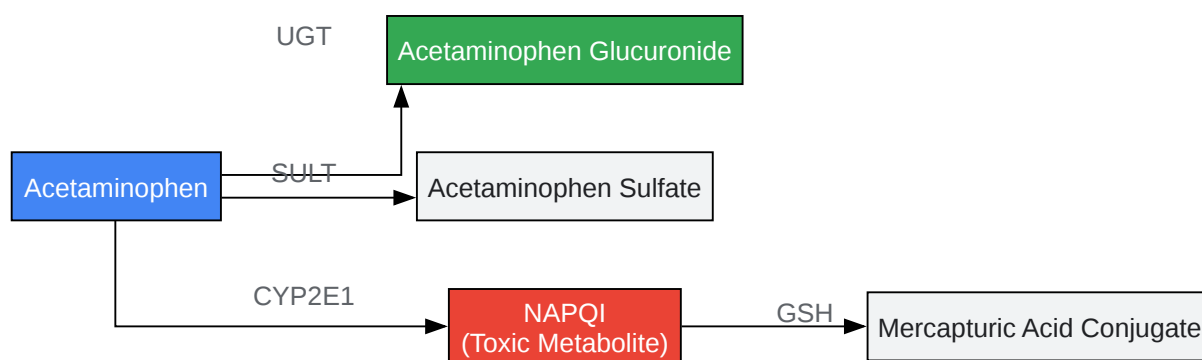 UGT
Acetaminophen Glucuronide
Acetaminophen
SULT
Acetaminophen Sulfate
CYP2E1
NAPQI
(Toxic Metabolite)
GSH
Mercapturic Acid Conjugate